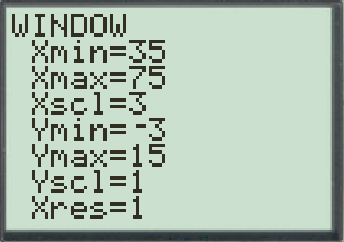 WINDOW
Xmin=35
Xmax=75
Xscl=3
Ymin=-3
Ymax=15
Yscl=1
Xres=1